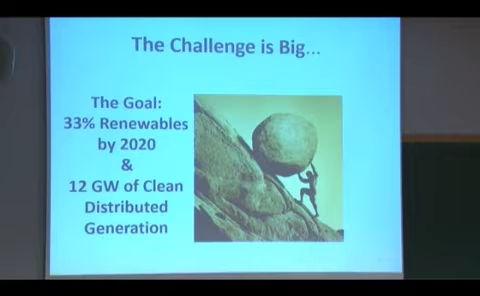 The Challenge is Big...
The Goal:
33% Renewables
by 2020
&
12 GW of Clean
Distributed
Generation